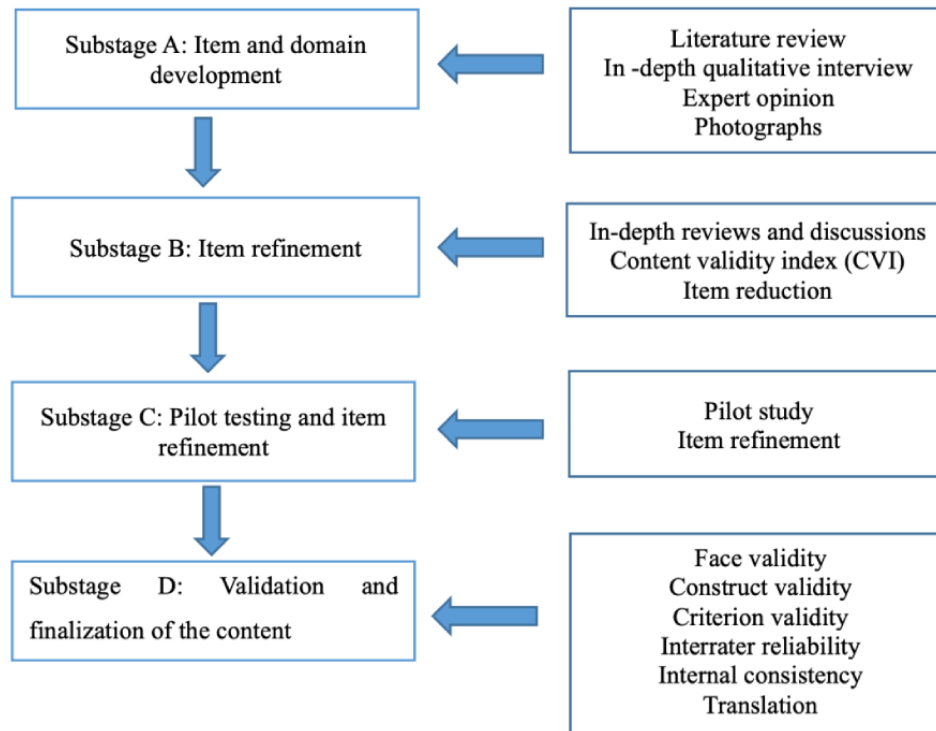 Substage A: Item and domain
development
Literature review
In -depth qualitative interview
Expert opinion
Photographs
Substage B: Item refinement
In-depth reviews and discussions
Content validity index (CVI)
Item reduction
Substage C: Pilot testing and item
refinement
Pilot study
Item refinement
Substage D: Validation and
finalization of the content
Face validity
Construct validity
Criterion validity
Interrater reliability
Internal consistency
Translation